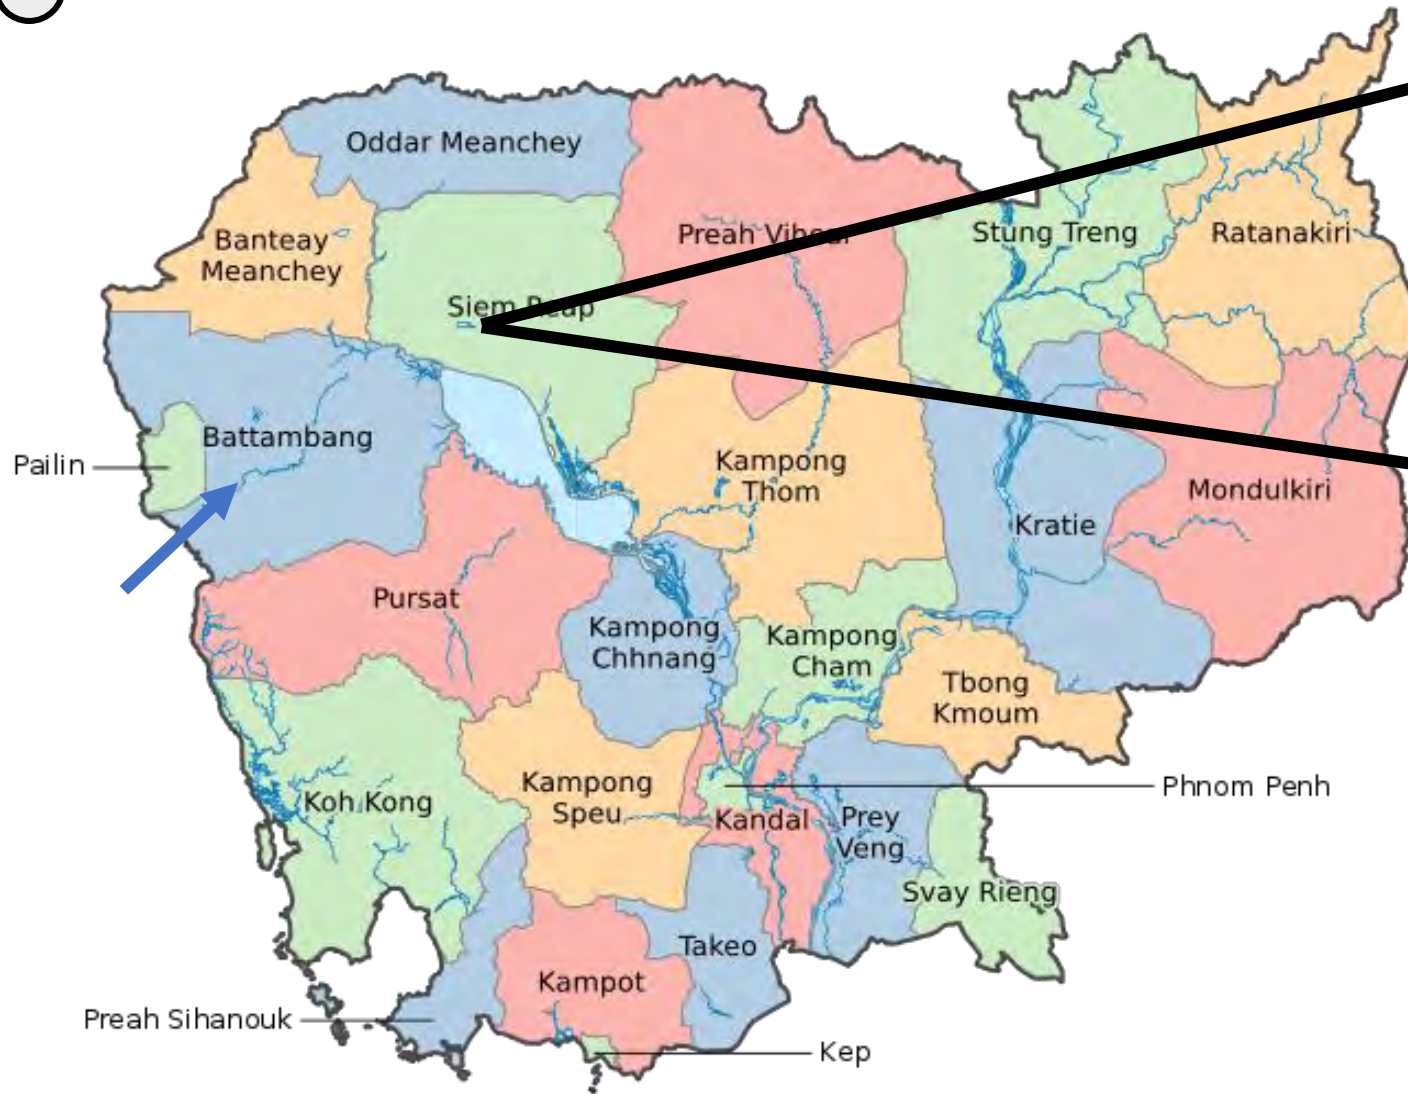 Oddar Meanchey
Banteay
Meanchey
Preah Vihear
Stung Treng
Ratanakiri
Siem Reap
Battambang
Pailin
Kampong
Thom
Mondulkiri
Kratie
Pursat
Kampong
Chhnang
Kampong
Cham
Tbong
Kmoum
Kampong
Speu
Koh Kong
Phnom Penh
Kandal
Prey
Veng
Svay Rieng
Takeo
Kampot
Preah Sihanouk
Kep